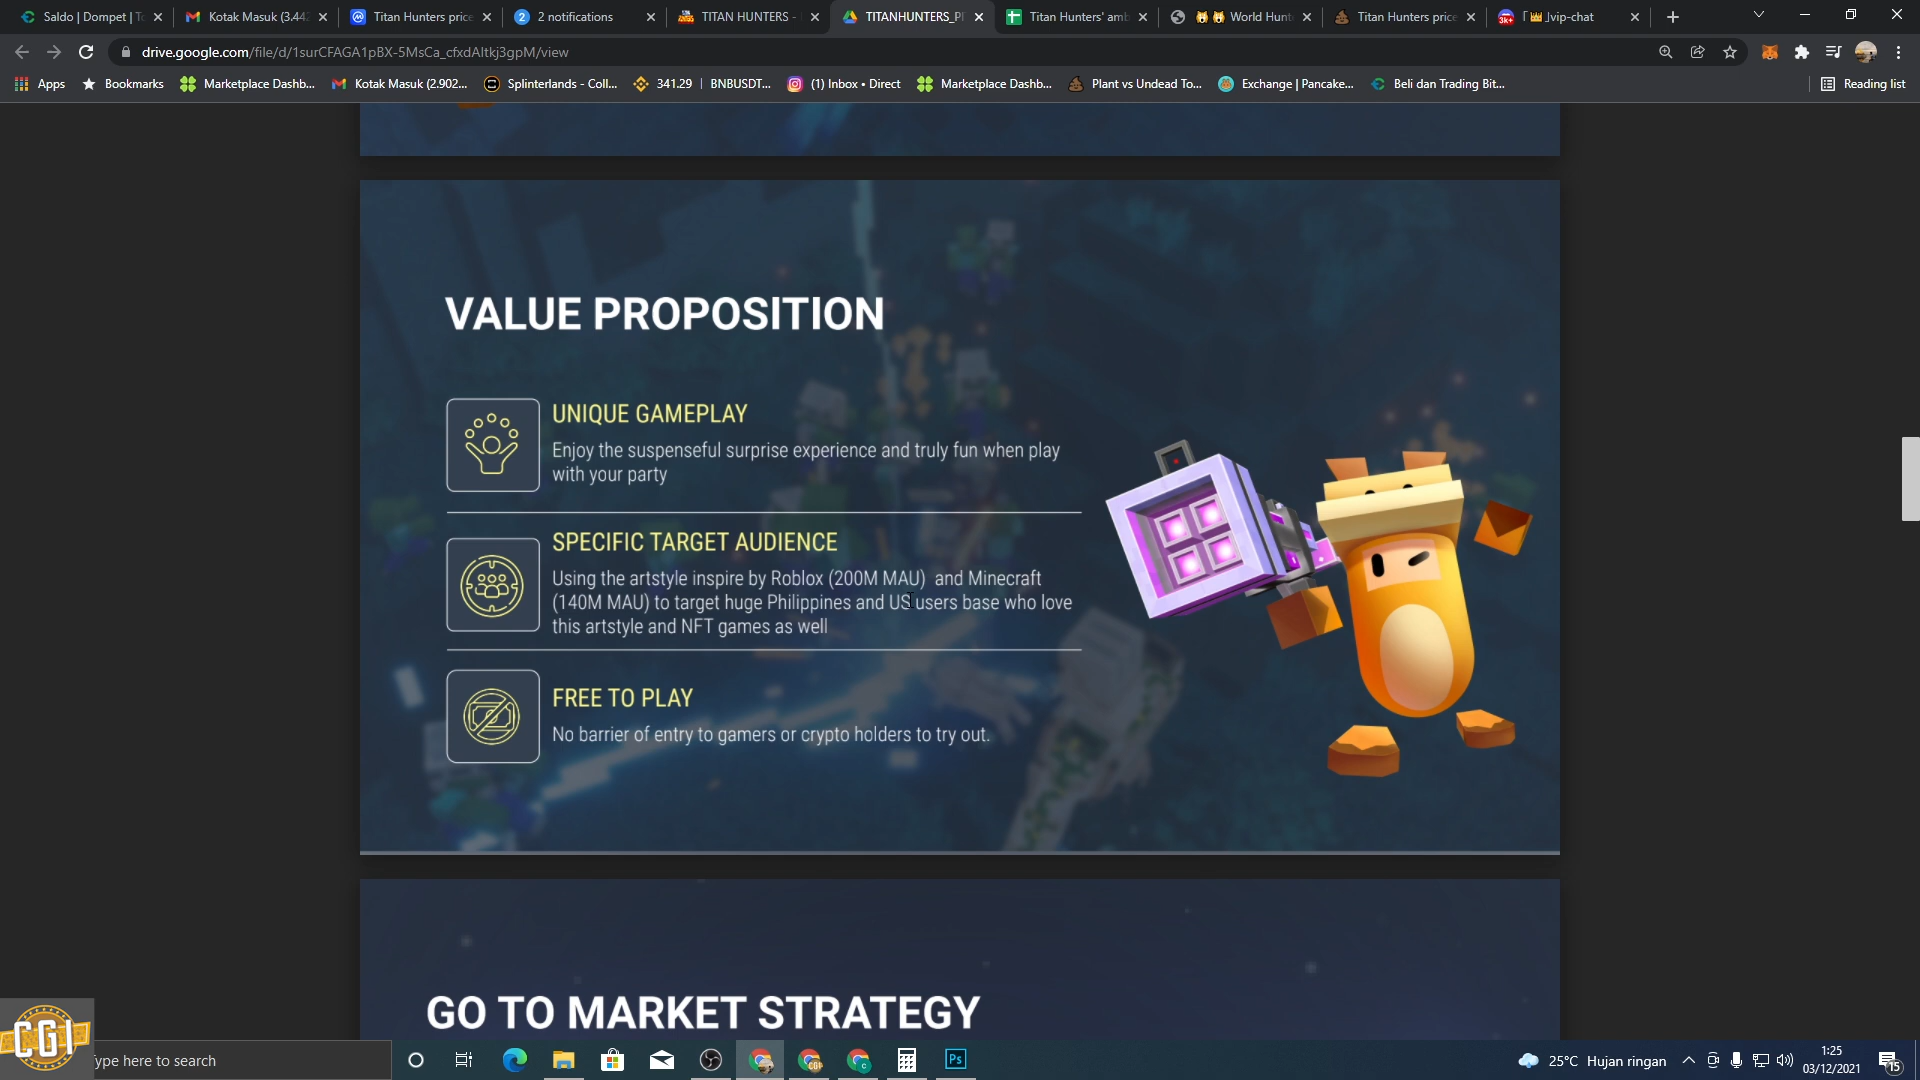 Saldo | Dompet | To
Kotak Masuk (3.442
Titan Hunters price
2 notifications
TITAN HUNTERS -
TITANHUNTERS_PI
Titan Hunters' amb
World Hunt
Titan Hunters price
「👑」vip-chat
drive.google.com/file/d/1surCFAGA1pBX-5MsCa_cfxdAltkj3gpM/view
Apps
Bookmarks
Marketplace Dashb...
Kotak Masuk (2.902...
Splinterlands - Coll...
341.29 | BNBUSDT...
(1) Inbox • Direct
Marketplace Dashb...
Plant vs Undead To...
Exchange | Pancake...
Beli dan Trading Bit...
Reading list
VALUE PROPOSITION
UNIQUE GAMEPLAY
Enjoy the suspenseful surprise experience and truly fun when play
with your party
SPECIFIC TARGET AUDIENCE
Using the artstyle inspire by Roblox (200M MAU) and Minecraft
(140M MAU) to target huge Philippines and US users base who love
this artstyle and NFT games as well
FREE TO PLAY
No barrier of entry to gamers or crypto holders to try out.
GO TO MARKET STRATEGY
CGI
ype here to search
Ps
25°C Hujan ringan
1:25
03/12/2021
15